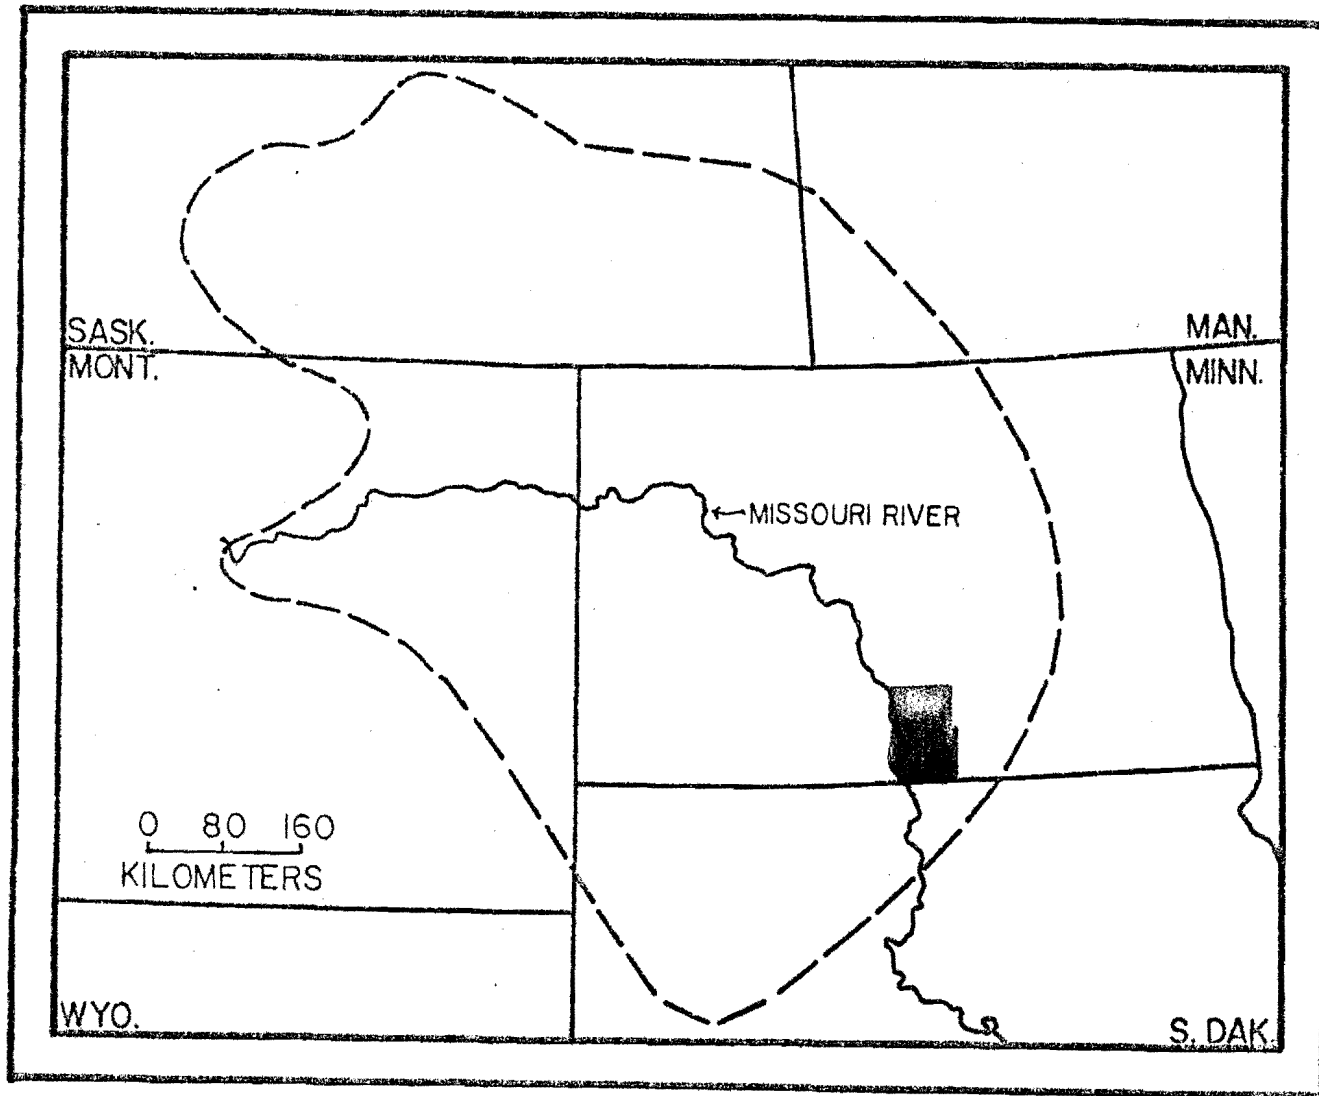 SASK.
MAN.
MONT.
MINN.
MISSOURI RIVER
0 80 160
KILOMETERS
WYO.
S. DAK.